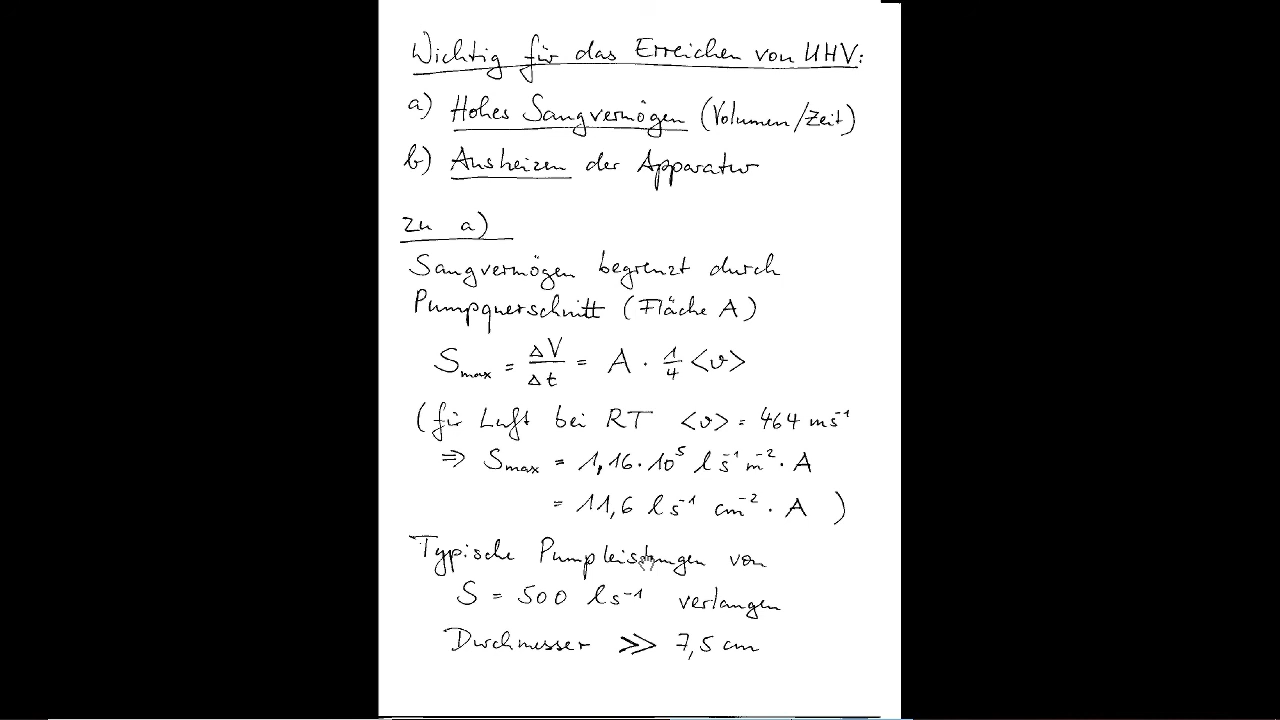 Wichtig für das Erreichen von UHV:
a) Hohes Saugvermögen (Volumen/Zeit)
b) Ausheizen der Apparatur
zu a)
Saugvermögen begrenzt durch
Pumpquerschnitt (Fläche A)
S_max = ΔV/Δt = A · 1/4 <v>
(für Luft bei RT <v> = 464 ms⁻¹
⇒ S_max = 1,16·10⁵ l s⁻¹ m⁻² · A
= 11,6 l s⁻¹ cm⁻² · A )
Typische Pumpleistungen von
S = 500 l s⁻¹ verlangen
Durchmesser ≫ 7,5 cm